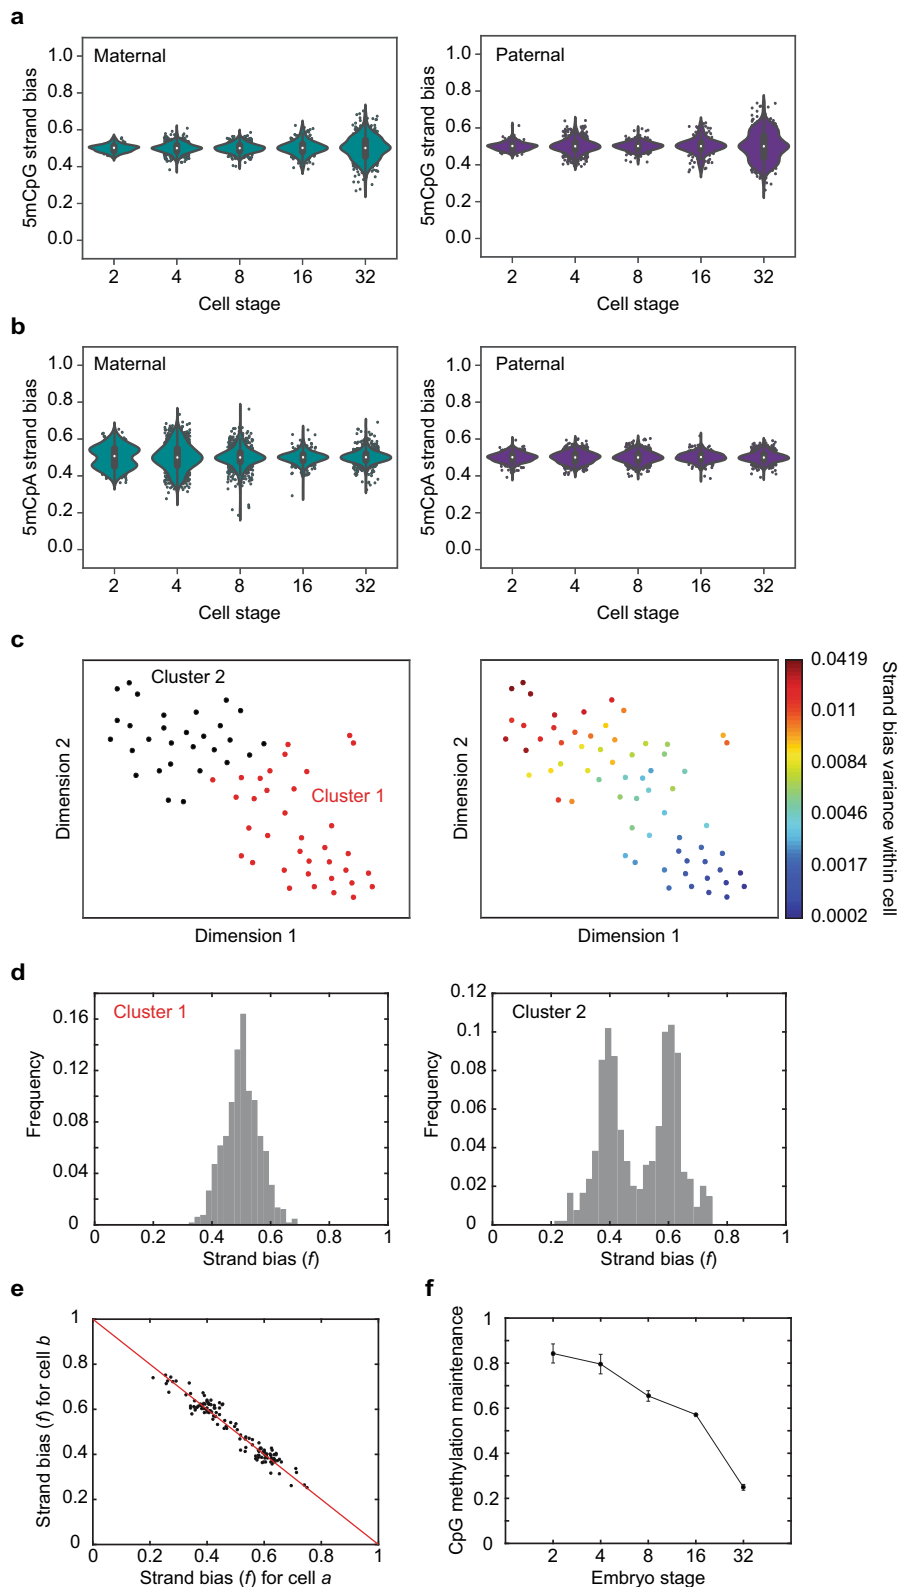 a
Maternal
5mCpG strand bias
1.0
0.8
0.6
0.4
0.2
0.0
2 4 8 16 32
Cell stage
Paternal
5mCpG strand bias
1.0
0.8
0.6
0.4
0.2
0.0
2 4 8 16 32
Cell stage
b
Maternal
5mCpA strand bias
1.0
0.8
0.6
0.4
0.2
0.0
2 4 8 16 32
Cell stage
Paternal
5mCpA strand bias
1.0
0.8
0.6
0.4
0.2
0.0
2 4 8 16 32
Cell stage
c
Cluster 2
Cluster 1
Dimension 2
Dimension 1
Dimension 2
Dimension 1
0.0419
0.011
0.0084
0.0046
0.0017
0.0002
Strand bias variance within cell
d
Cluster 1
Frequency
0.16
0.12
0.08
0.04
0
0 0.2 0.4 0.6 0.8 1
Strand bias (f)
Cluster 2
Frequency
0.12
0.1
0.08
0.06
0.04
0.02
0
0 0.2 0.4 0.6 0.8 1
Strand bias (f)
e
Strand bias (f) for cell b
1
0.8
0.6
0.4
0.2
0
0 0.2 0.4 0.6 0.8 1
Strand bias (f) for cell a
f
CpG methylation maintenance
1
0.8
0.6
0.4
0.2
0
2 4 8 16 32
Embryo stage